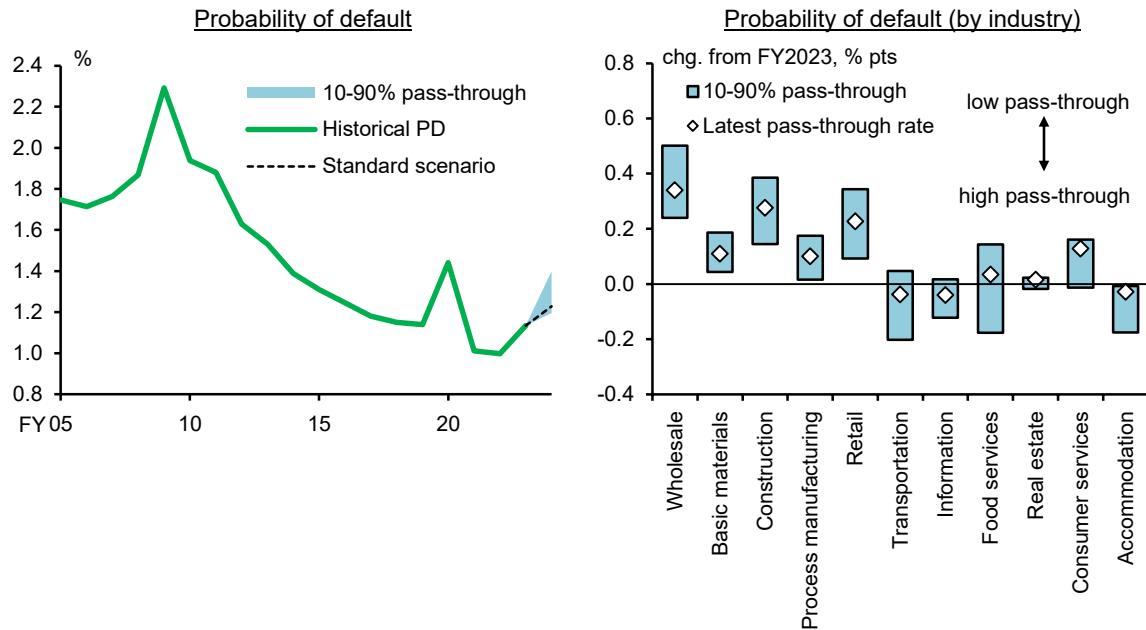 Probability of default
%
2.4
2.2
2.0
1.8
1.6
1.4
1.2
1.0
0.8
10-90% pass-through
Historical PD
Standard scenario
FY 05
10
15
20
Probability of default (by industry)
chg. from FY2023, % pts
0.8
0.6
0.4
0.2
0.0
-0.2
-0.4
10-90% pass-through
Latest pass-through rate
low pass-through
high pass-through
Wholesale
Basic materials
Construction
Process manufacturing
Retail
Transportation
Information
Food services
Real estate
Consumer services
Accommodation